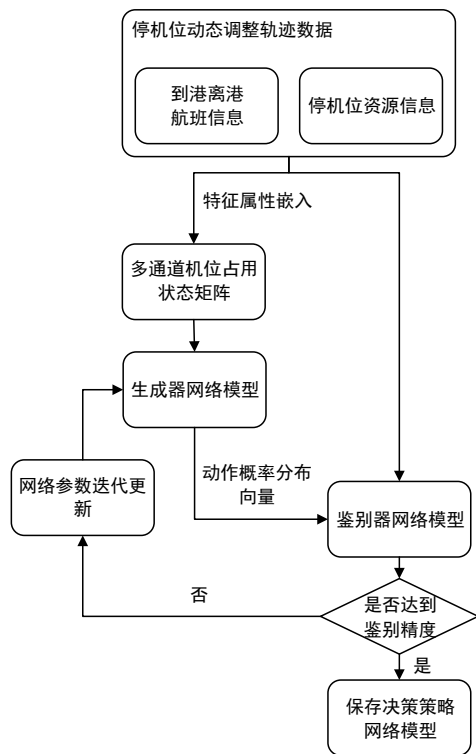 停机位动态调整轨迹数据
到港离港
航班信息
停机位资源信息
特征属性嵌入
多通道机位占用
状态矩阵
生成器网络模型
网络参数迭代更
新
动作概率分布
向量
鉴别器网络模型
否
是否达到
鉴别精度
是
保存决策策略
网络模型